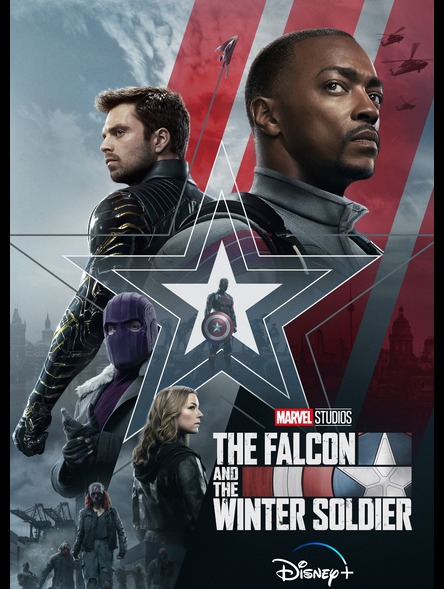 MARVEL STUDIOS
THE FALCON
AND
THE
WINTER SOLDIER
Disney+